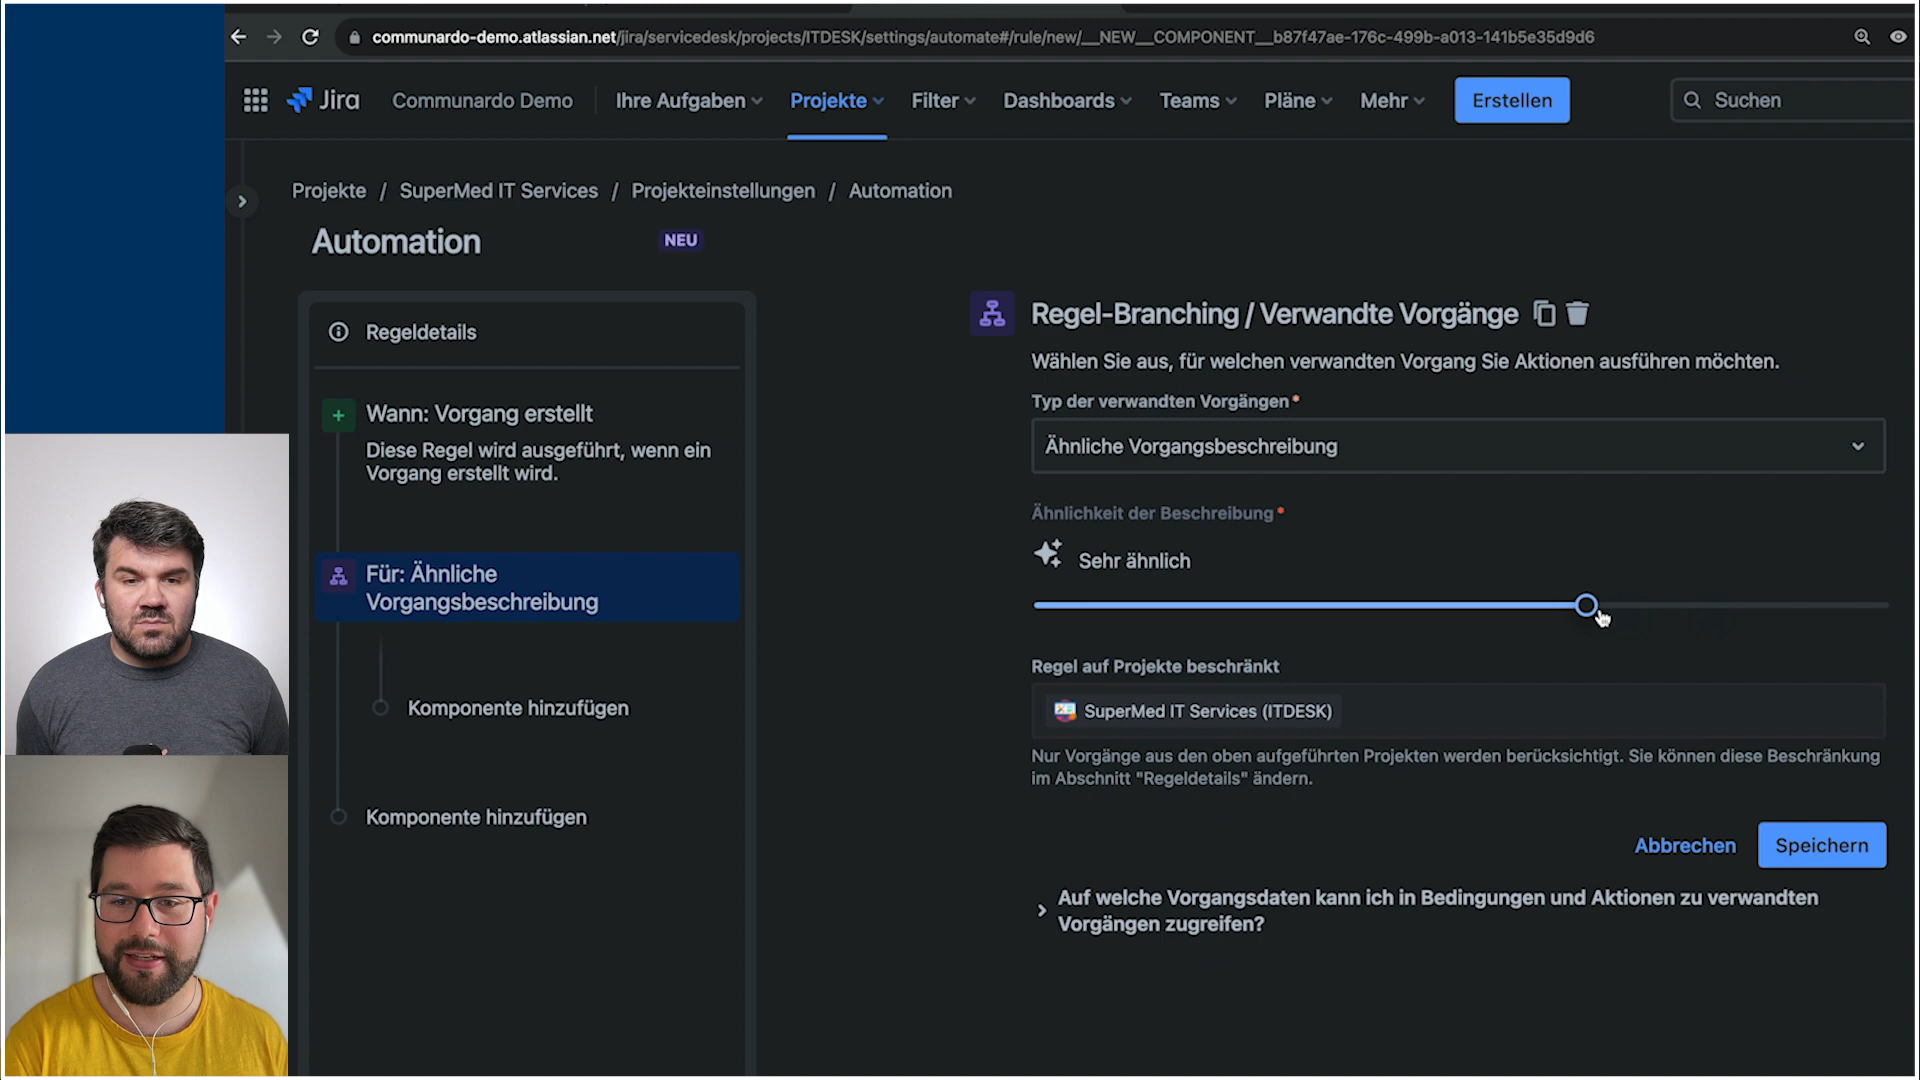 communardo-demo.atlassian.net/jira/servicedesk/projects/ITDESK/settings/automate#/rule/new/__NEW__COMPONENT__b87f47ae-176c-499b-a013-141b5e35d9d6
Jira
Communardo Demo
Ihre Aufgaben
Projekte
Filter
Dashboards
Teams
Pläne
Mehr
Erstellen
Suchen
Projekte / SuperMed IT Services / Projekteinstellungen / Automation
Automation
NEU
Regeldetails
Wann: Vorgang erstellt
Diese Regel wird ausgeführt, wenn ein
Vorgang erstellt wird.
Für: Ähnliche
Vorgangsbeschreibung
Komponente hinzufügen
Komponente hinzufügen
Regel-Branching / Verwandte Vorgänge
Wählen Sie aus, für welchen verwandten Vorgang Sie Aktionen ausführen möchten.
Typ der verwandten Vorgängen*
Ähnliche Vorgangsbeschreibung
Ähnlichkeit der Beschreibung*
Sehr ähnlich
Regel auf Projekte beschränkt
SuperMed IT Services (ITDESK)
Nur Vorgänge aus den oben aufgeführten Projekten werden berücksichtigt. Sie können diese Beschränkung
im Abschnitt "Regeldetails" ändern.
Abbrechen
Speichern
Auf welche Vorgangsdaten kann ich in Bedingungen und Aktionen zu verwandten
Vorgängen zugreifen?